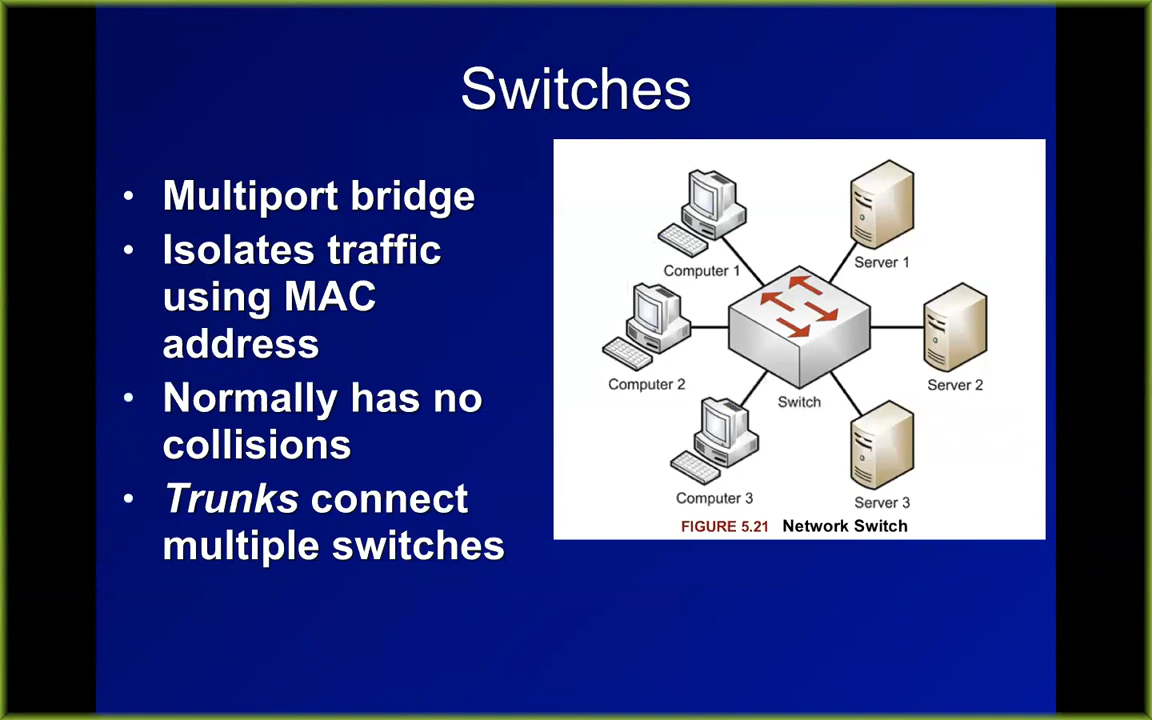 Switches
• Multiport bridge
• Isolates traffic
using MAC
address
• Normally has no
collisions
• Trunks connect
multiple switches
Computer 1
Server 1
Computer 2
Server 2
Switch
Computer 3
Server 3
FIGURE 5.21 Network Switch